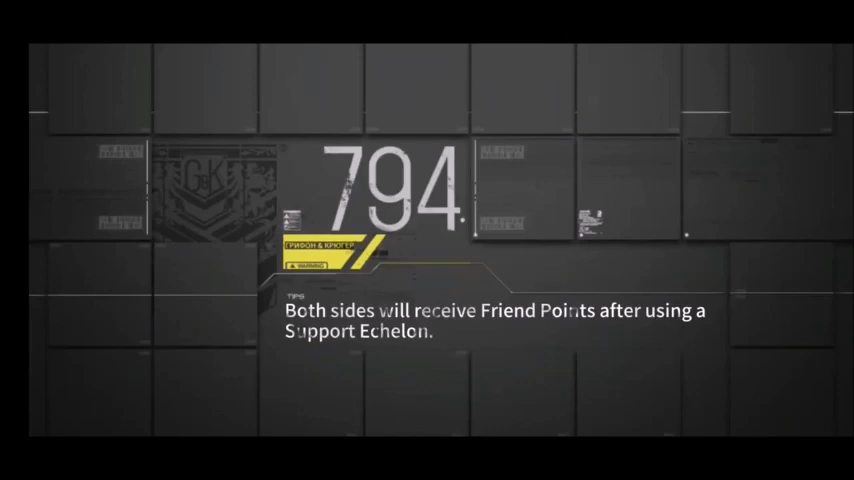 G&K
794.
ГРИФОН & КРЮГЕР
WARNING
TIPS
Both sides will receive Friend Points after using a
Support Echelon.